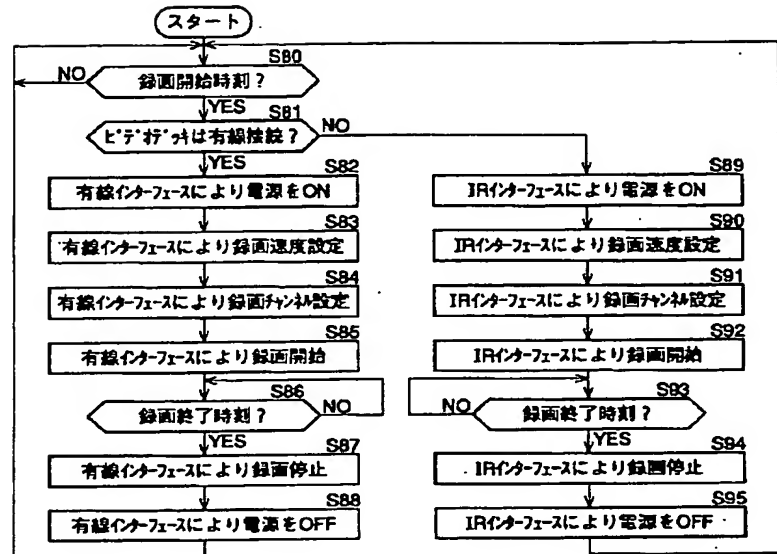 スタート
S80
録画開始時刻?
NO
YES
S81
ビデオデッキは有線接続?
NO
YES
S82
有線インターフェースにより電源をON
S83
有線インターフェースにより録画速度設定
S84
有線インターフェースにより録画チャンネル設定
S85
有線インターフェースにより録画開始
S86
録画終了時刻?
NO
YES
S87
有線インターフェースにより録画停止
S88
有線インターフェースにより電源をOFF
S89
IRインターフェースにより電源をON
S90
IRインターフェースにより録画速度設定
S91
IRインターフェースにより録画チャンネル設定
S92
IRインターフェースにより録画開始
S93
録画終了時刻?
NO
YES
S94
IRインターフェースにより録画停止
S95
IRインターフェースにより電源をOFF